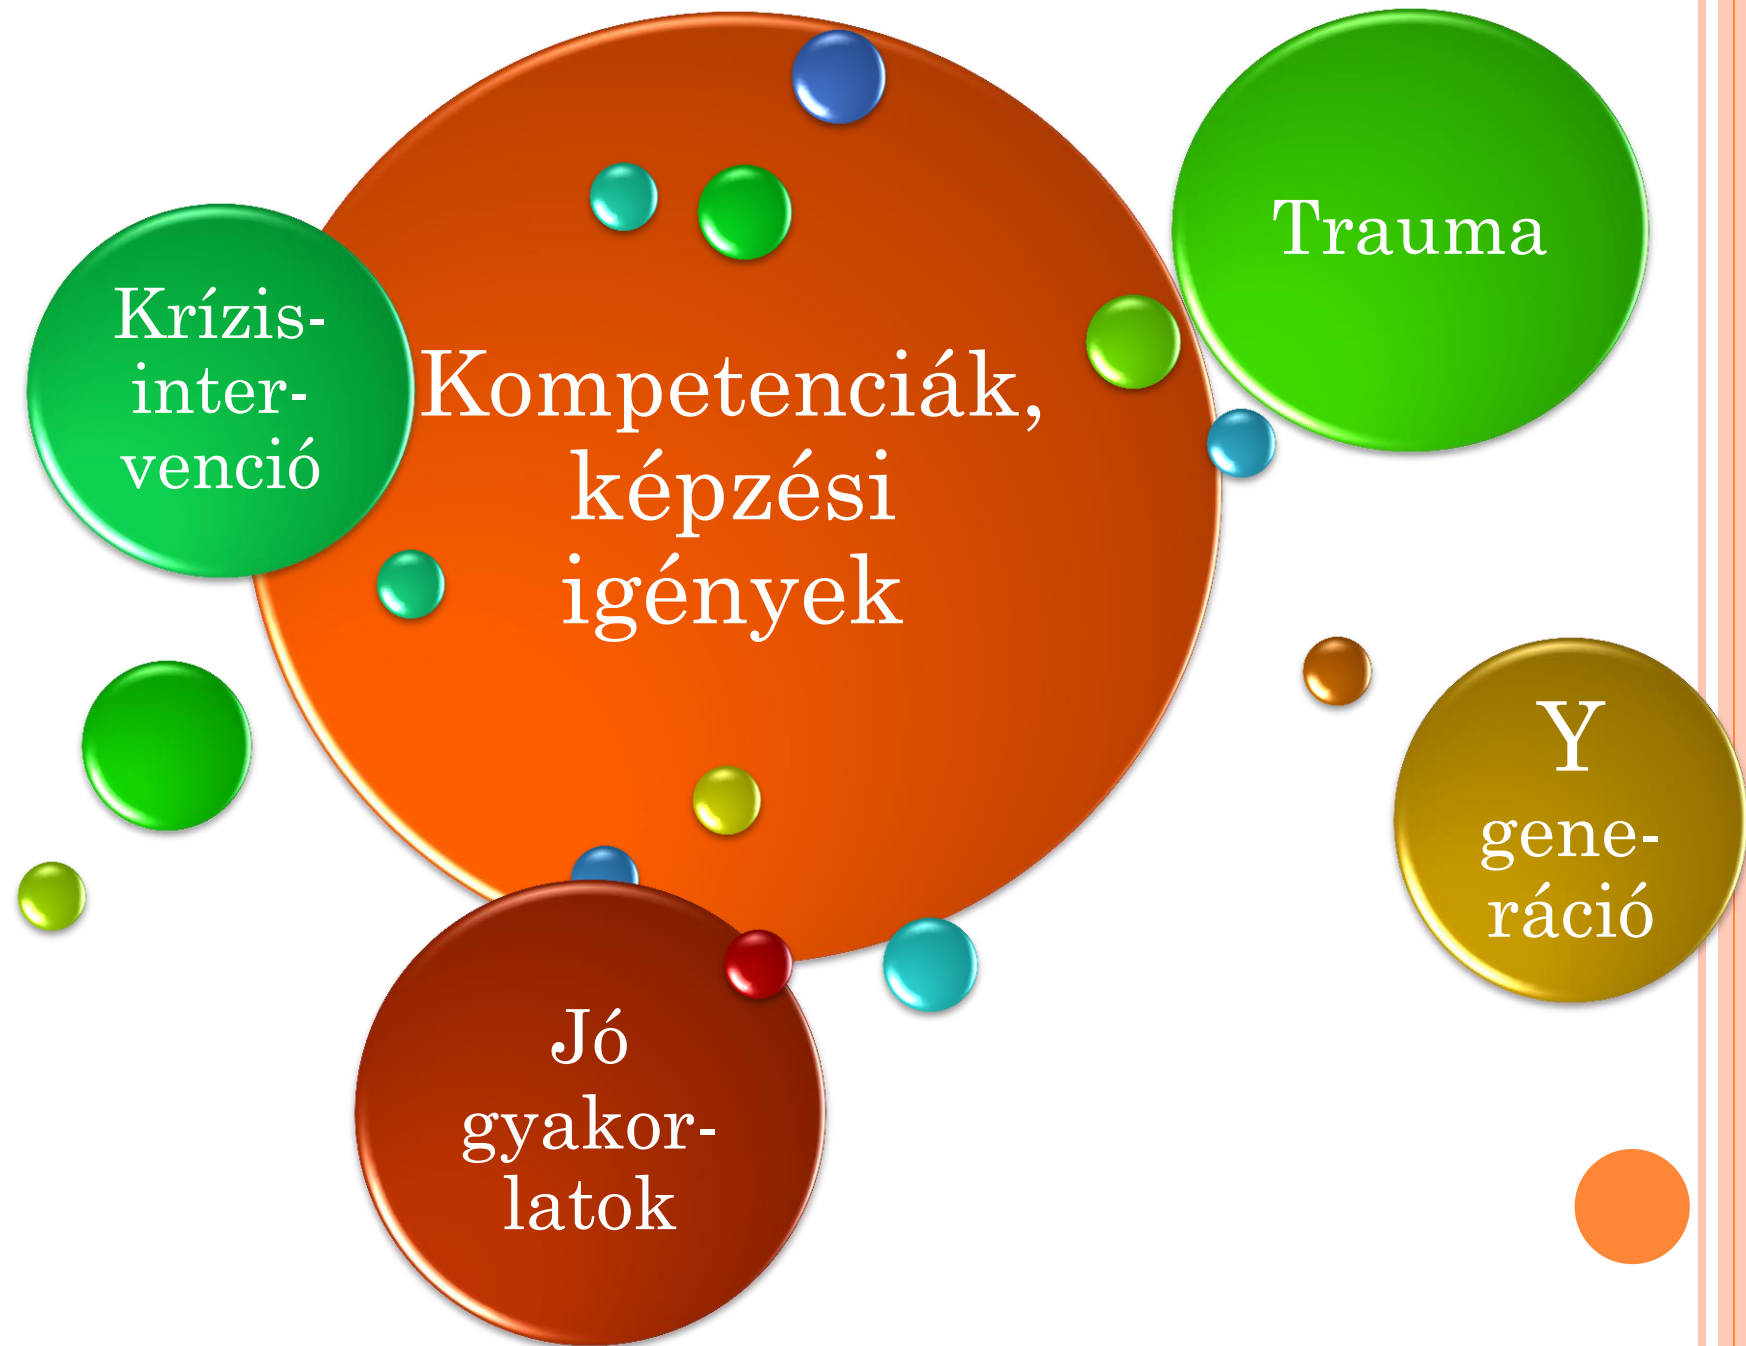 Krízis-
inter-
venció
Kompetenciák,
képzési
igények
Trauma
Y
gene-
ráció
Jó
gyakor-
latok